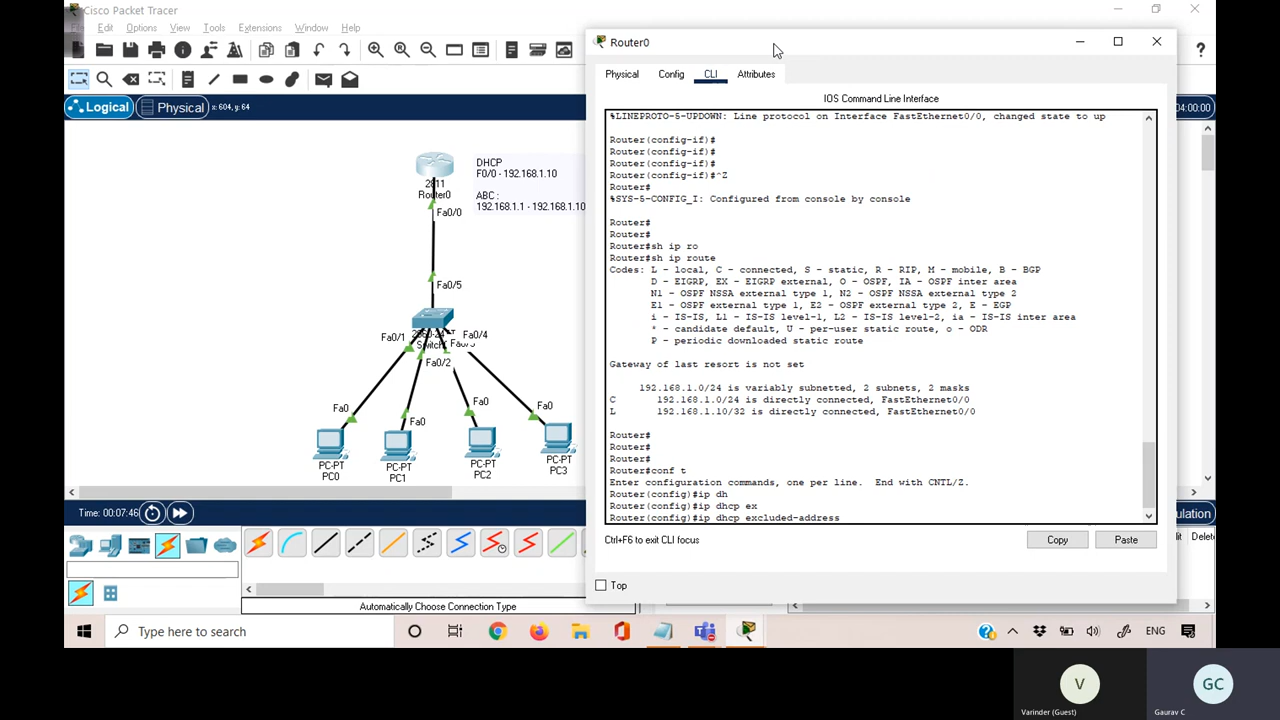 Cisco Packet Tracer
File Edit Options View Tools Extensions Window Help
Logical
Physical
x: 604, y: 64
04:00:00
2811
Router0
DHCP
F0/0 - 192.168.1.10
ABC :
192.168.1.1 - 192.168.1.10
Fa0/0
Fa0/5
Fa0/1
Fa0/4
Fa0/2
Fa0
Fa0
Fa0
Fa0
PC-PT
PC0
PC-PT
PC1
PC-PT
PC2
PC-PT
PC3
Time: 00:07:46
Automatically Choose Connection Type
Router0
Physical Config CLI Attributes
IOS Command Line Interface
%LINEPROTO-5-UPDOWN: Line protocol on Interface FastEthernet0/0, changed state to up
Router(config-if)#
Router(config-if)#
Router(config-if)#
Router(config-if)#^Z
Router#
%SYS-5-CONFIG_I: Configured from console by console
Router#
Router#
Router#sh ip ro
Router#sh ip route
Codes: L - local, C - connected, S - static, R - RIP, M - mobile, B - BGP
D - EIGRP, EX - EIGRP external, O - OSPF, IA - OSPF inter area
N1 - OSPF NSSA external type 1, N2 - OSPF NSSA external type 2
E1 - OSPF external type 1, E2 - OSPF external type 2, E - EGP
i - IS-IS, L1 - IS-IS level-1, L2 - IS-IS level-2, ia - IS-IS inter area
* - candidate default, U - per-user static route, o - ODR
P - periodic downloaded static route
Gateway of last resort is not set
192.168.1.0/24 is variably subnetted, 2 subnets, 2 masks
C 192.168.1.0/24 is directly connected, FastEthernet0/0
L 192.168.1.10/32 is directly connected, FastEthernet0/0
Router#
Router#
Router#
Router#conf t
Enter configuration commands, one per line. End with CNTL/Z.
Router(config)#ip dh
Router(config)#ip dhcp ex
Router(config)#ip dhcp excluded-address
Ctrl+F6 to exit CLI focus
Copy
Paste
Top
ulation
Delete
Type here to search
ENG
V
Varinder (Guest)
GC
Gaurav C